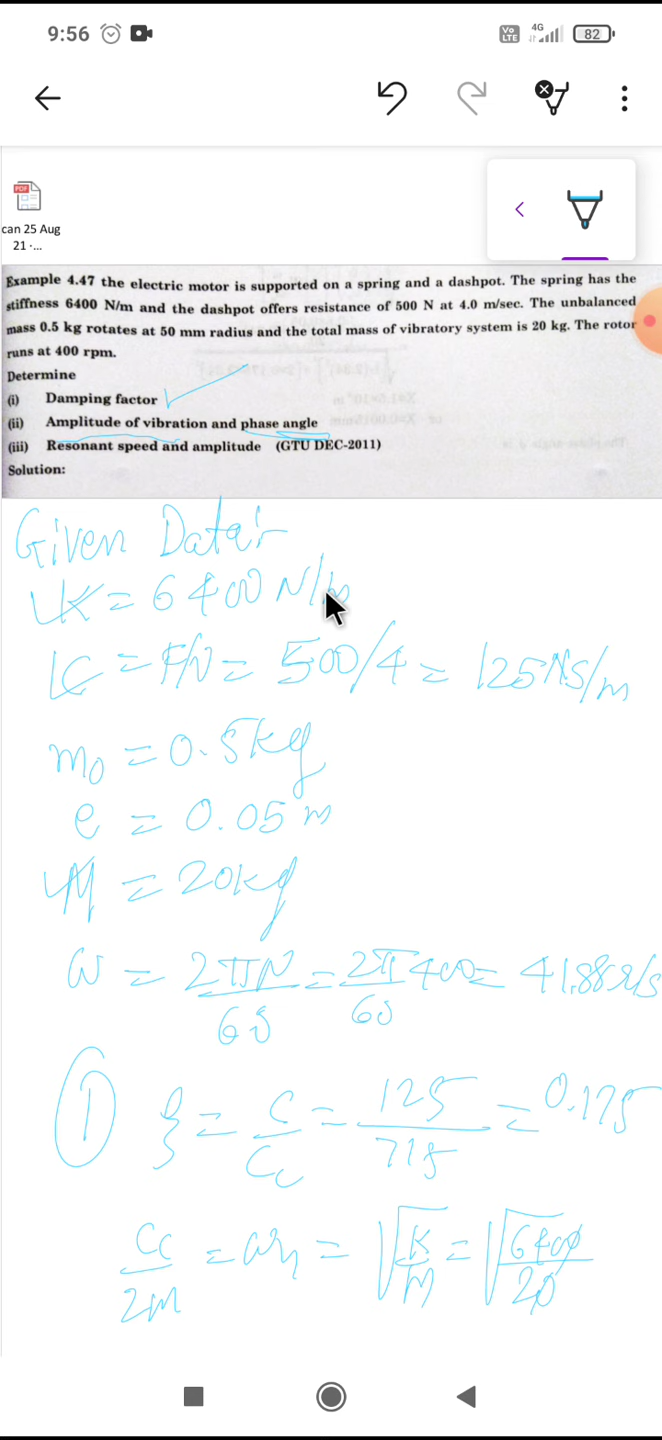 9:56 Vo LTE 4G 82
PDF
can 25 Aug
21 -...
Example 4.47 the electric motor is supported on a spring and a dashpot. The spring has the
stiffness 6400 N/m and the dashpot offers resistance of 500 N at 4.0 m/sec. The unbalanced
mass 0.5 kg rotates at 50 mm radius and the total mass of vibratory system is 20 kg. The rotor
runs at 400 rpm.
Determine
(i) Damping factor
(ii) Amplitude of vibration and phase angle
(iii) Resonant speed and amplitude (GTU DEC-2011)
Solution:
Given Data:-
K = 6400 N/m
C = F/V = 500/4 = 125 NS/m
m0 = 0.5 kg
e = 0.05 m
M = 20 kg
ω = 2πN/60 = 2π400/60 = 41.88 r/s
① ξ = C/Cc = 125/715 = 0.175
Cc/2M = ωn = √K/M = √6400/20